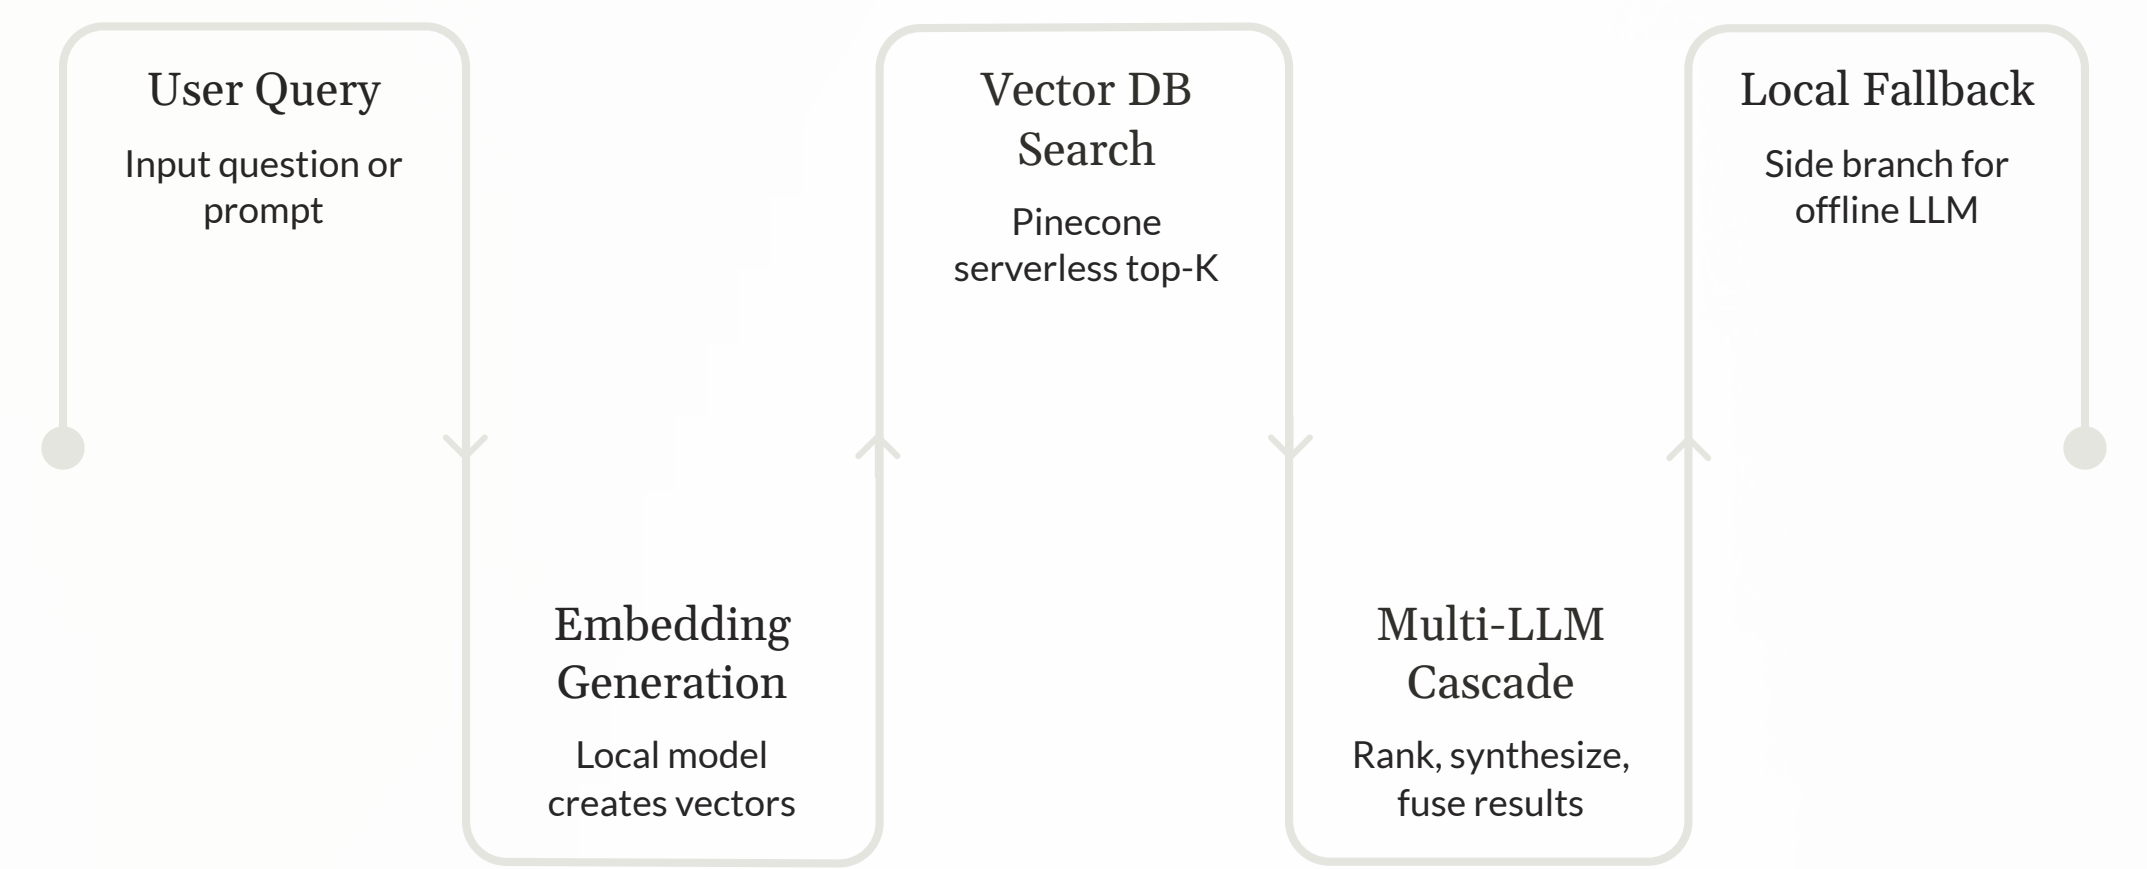 User Query
Input question or
prompt
Embedding
Generation
Local model
creates vectors
Vector DB
Search
Pinecone
serverless top-K
Multi-LLM
Cascade
Rank, synthesize,
fuse results
Local Fallback
Side branch for
offline LLM